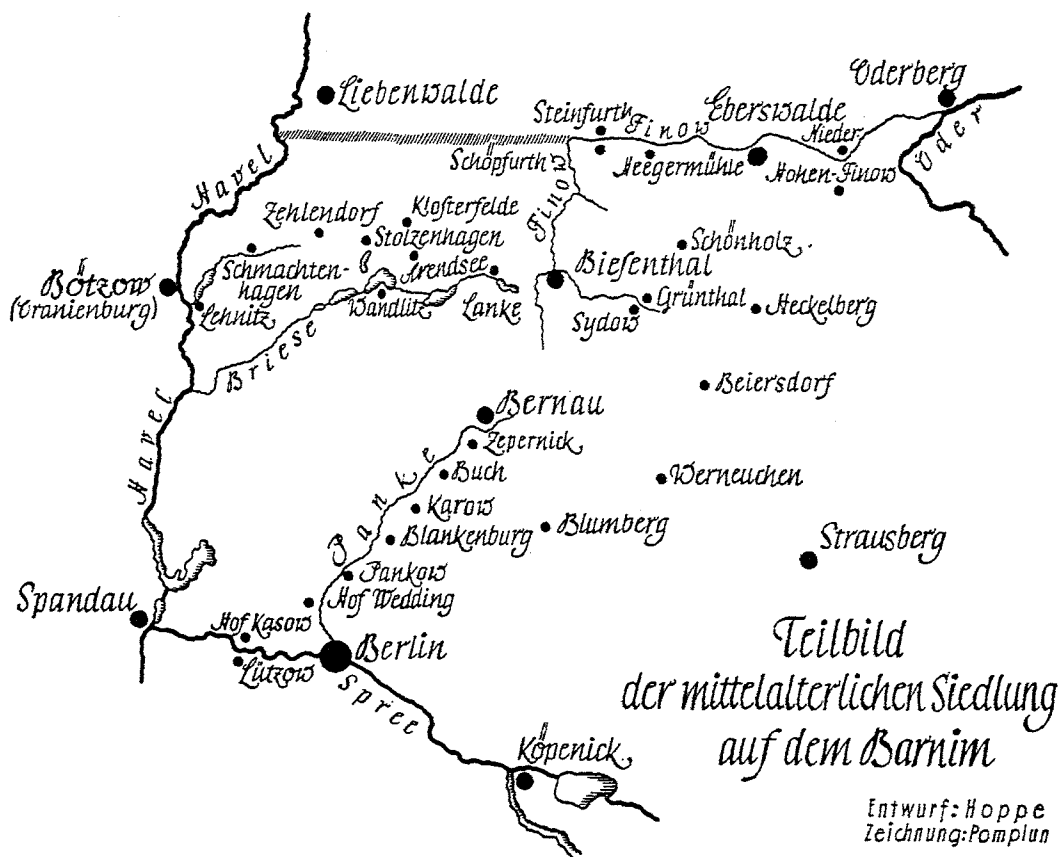 Liebenwalde
Oderberg
Steinfurth
Finow
Eberswalde
Nieder-
Oder
Schöpfurth
Heegermühle
Hohen-Finow
Havel
Finow
Zehlendorf
Klosterfelde
Stolzenhagen
Schönholz
Schmachten-
hagen
Arendsee
Biesenthal
Bötzow
(Oranienburg)
Lehnitz
Wandlitz
Lanke
Grünthal
Sydow
Heckelberg
Briese
Beiersdorf
Havel
Bernau
Panke
Zepernick
Buch
Werneuchen
Karow
Blankenburg
Blumberg
Strausberg
Pankow
Hof Wedding
Spandau
Hof Kasow
Berlin
Lützow
Spree
Köpenick
Teilbild
der mittelalterlichen Siedlung
auf dem Barnim
Entwurf: Hoppe
Zeichnung: Pomplun